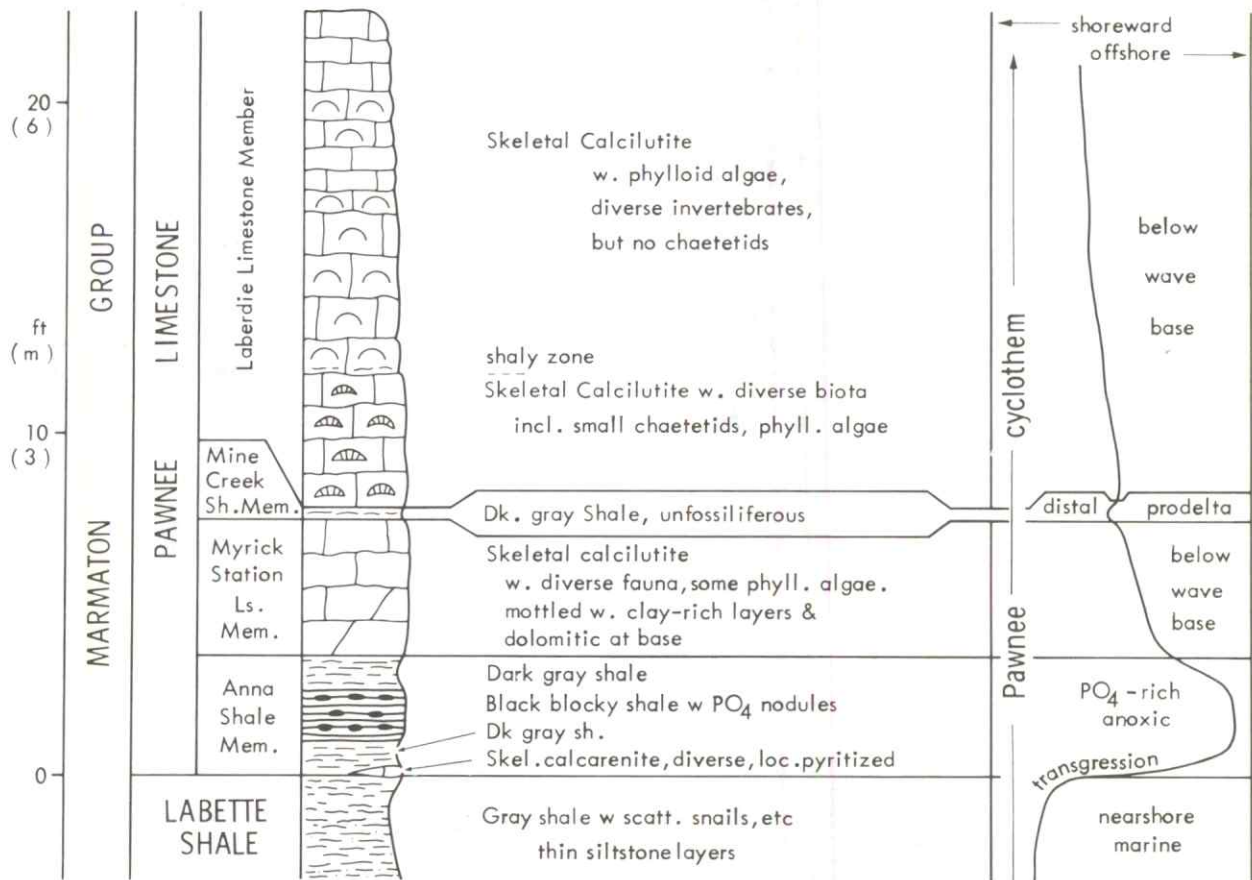 shoreward
offshore
20
(6)
ft
(m)
10
(3)
0
MARMATON GROUP
PAWNEE LIMESTONE
Laberdie Limestone Member
Skeletal Calcilutite
w. phylloid algae,
diverse invertebrates,
but no chaetetids
shaly zone
Skeletal Calcilutite w. diverse biota
incl. small chaetetids, phyll. algae
Mine
Creek
Sh. Mem.
Dk. gray Shale, unfossiliferous
Myrick
Station
Ls.
Mem.
Skeletal calcilutite
w. diverse fauna, some phyll. algae.
mottled w. clay-rich layers &
dolomitic at base
Anna
Shale
Mem.
Dark gray shale
Black blocky shale w PO4 nodules
Dk gray sh.
Skel. calcarenite, diverse, loc. pyritized
LABETTE
SHALE
Gray shale w scatt. snails, etc
thin siltstone layers
Pawnee cyclothem
below
wave
base
distal prodelta
below
wave
base
PO4-rich
anoxic
transgression
nearshore
marine